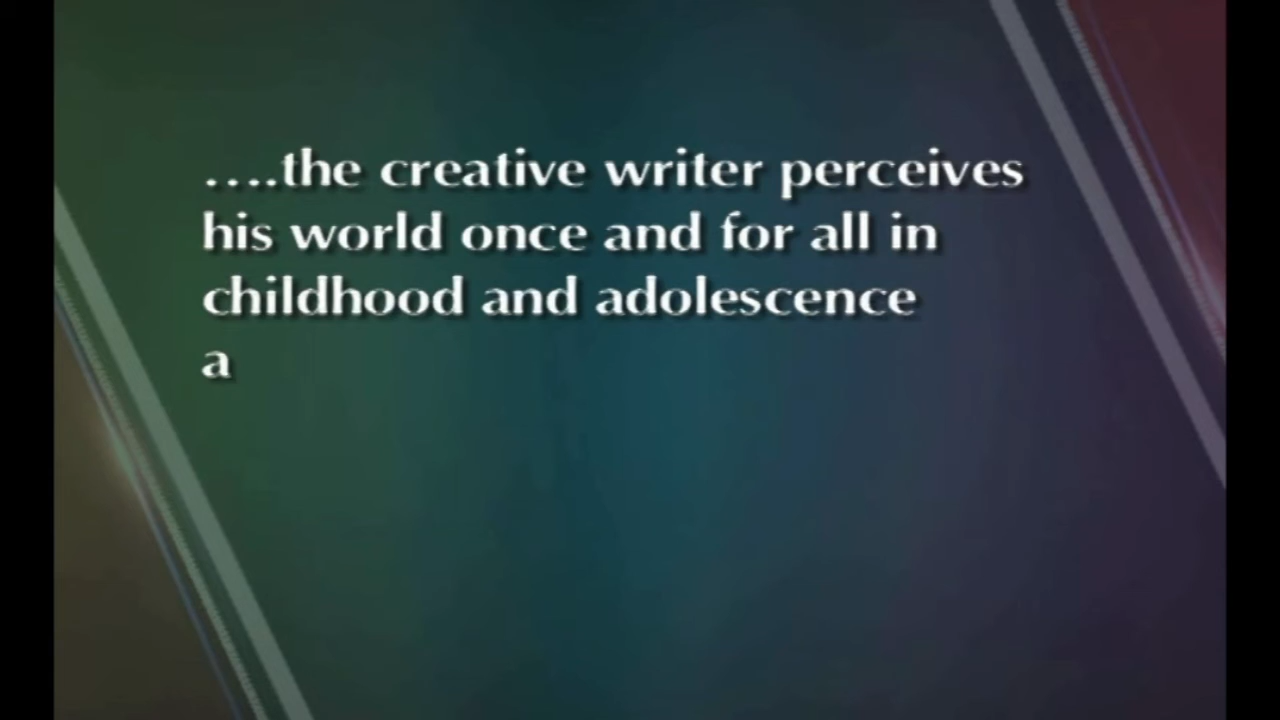 ....the creative writer perceives
his world once and for all in
childhood and adolescence
a